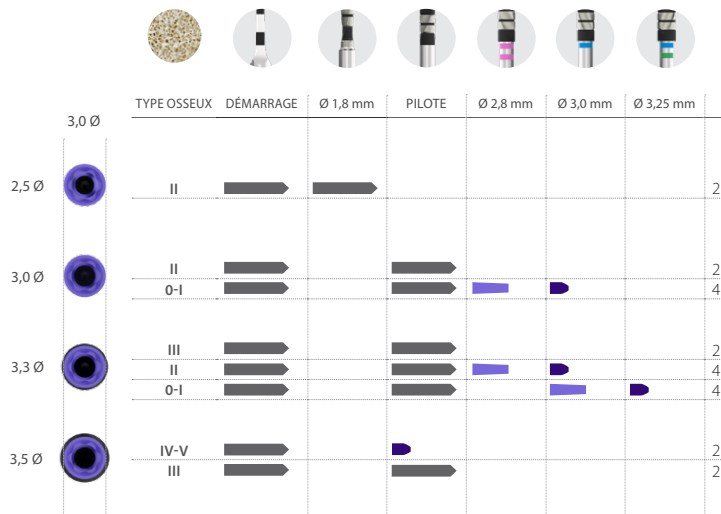 TYPE OSSEUX DÉMARRAGE Ø 1,8 mm PILOTE Ø 2,8 mm Ø 3,0 mm Ø 3,25 mm
3,0 Ø
2,5 Ø II 2
3,0 Ø
II 2
0-I 4
III 2
3,3 Ø II 4
0-I 4
IV-V 2
3,5 Ø
III 2